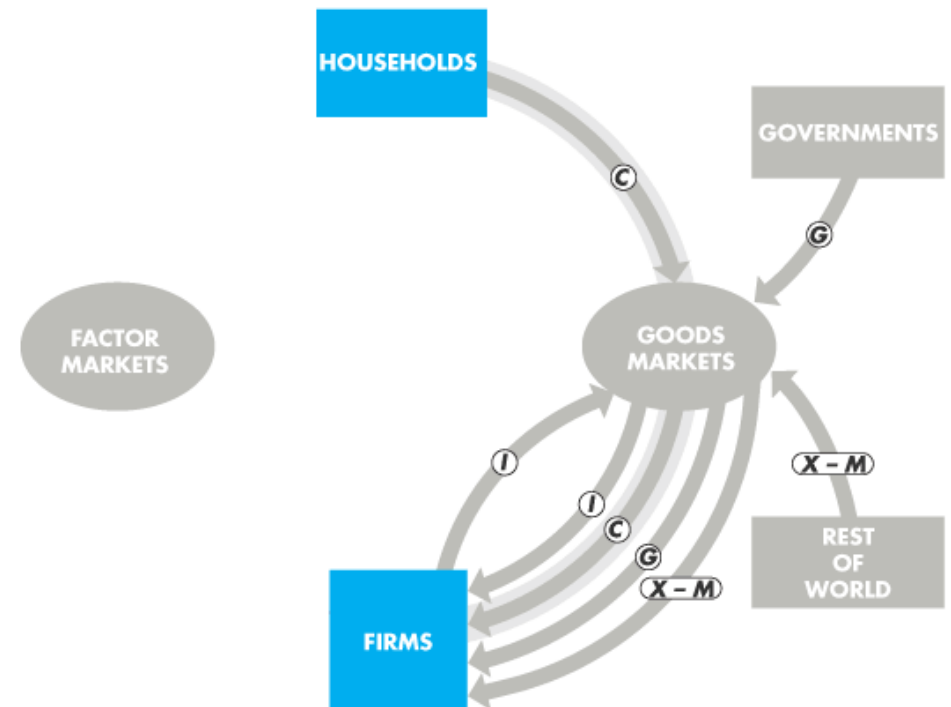 HOUSEHOLDS
GOVERNMENTS
C
G
FACTOR
MARKETS
GOODS
MARKETS
I
X – M
I
C
G
X – M
REST
OF
WORLD
FIRMS